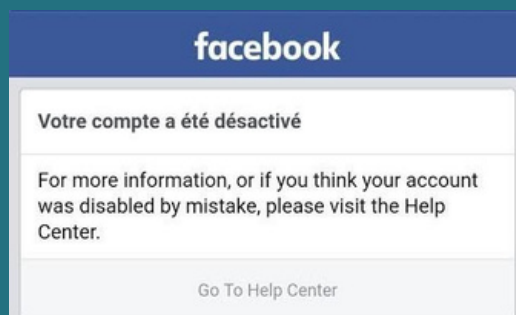 facebook
Votre compte a été désactivé
For more information, or if you think your account
was disabled by mistake, please visit the Help
Center.
Go To Help Center